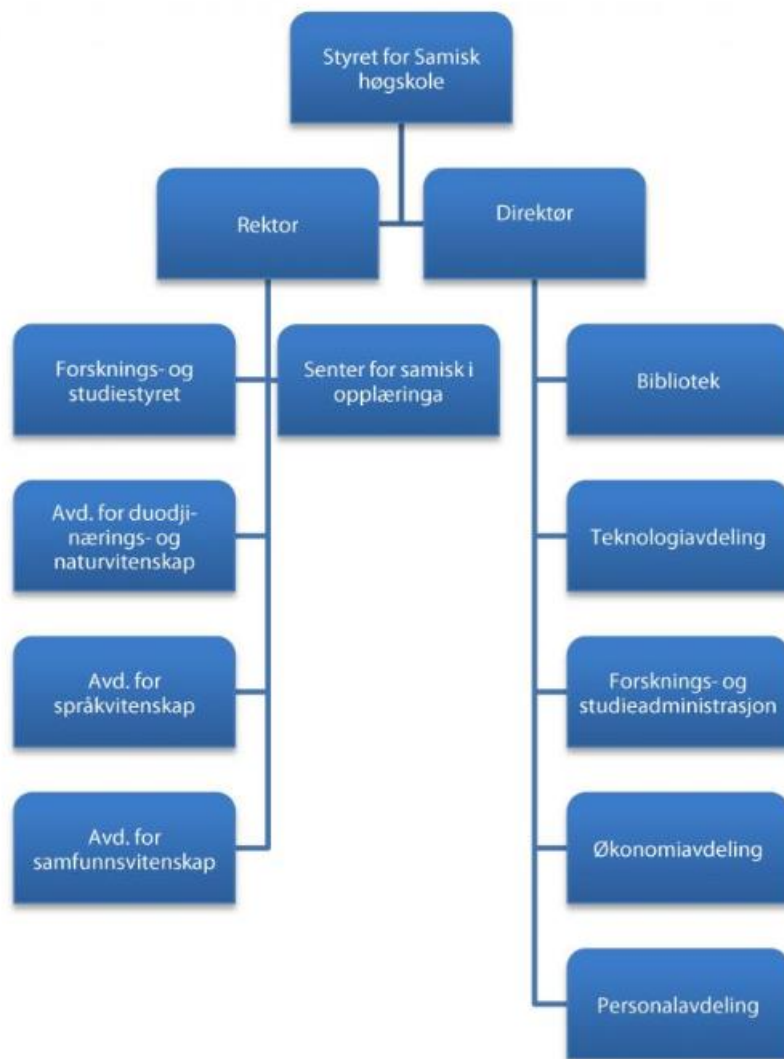 Styret for Samisk
høgskole
Rektor
Direktør
Forsknings- og
studiestyret
Senter for samisk i
opplæringa
Bibliotek
Avd. for duodji-
nærings- og
naturvitenskap
Teknologiavdeling
Avd. for
språkvitenskap
Forsknings- og
studieadministrasjon
Avd. for
samfunnsvitenskap
Økonomiavdeling
Personalavdeling